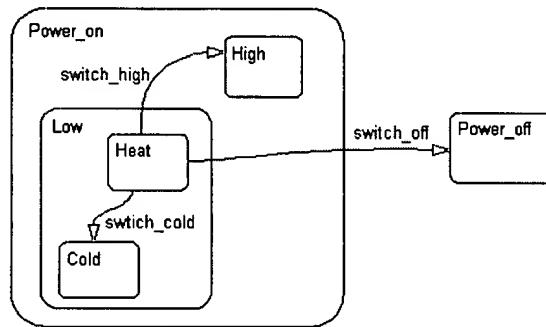 Power_on
High
switch_high
Low
Heat
switch_off
Power_off
swtich_cold
Cold